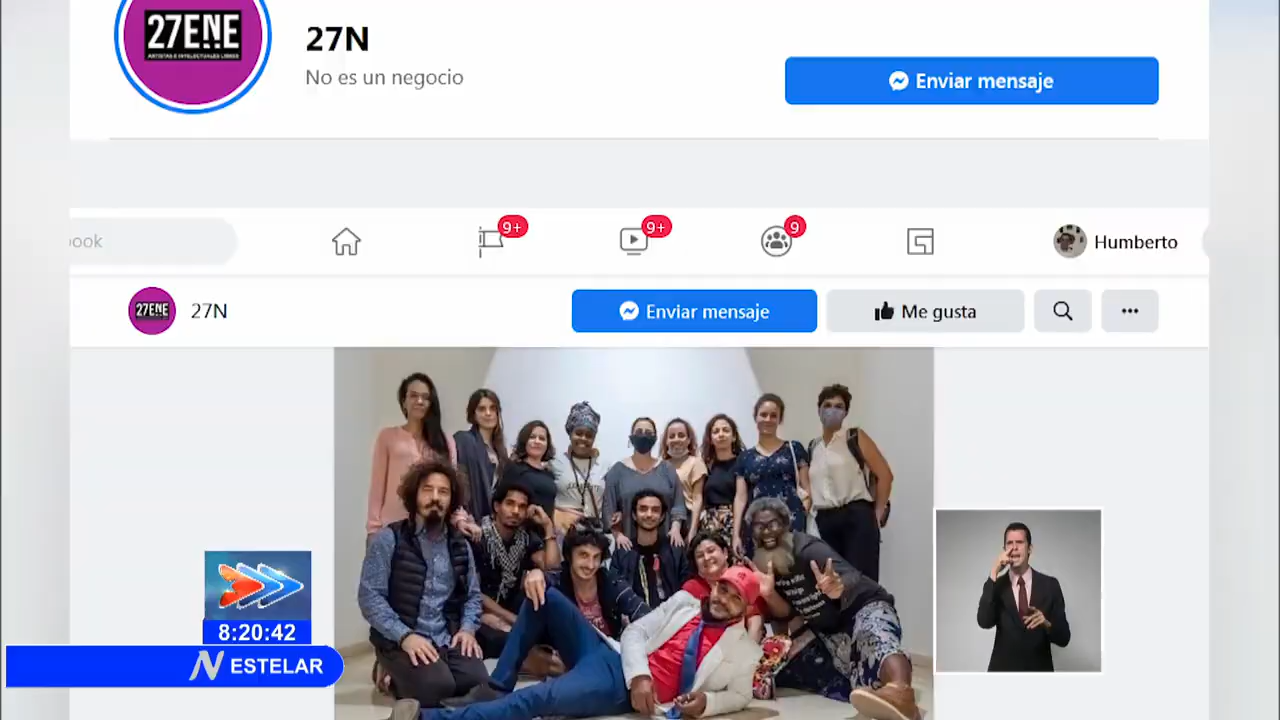 27ENE
ARTISTAS E INTELECTUALES LIBRES
27N
No es un negocio
Enviar mensaje
book
9+
9+
9
Humberto
27ENE
27N
Enviar mensaje
Me gusta
8:20:42
N ESTELAR